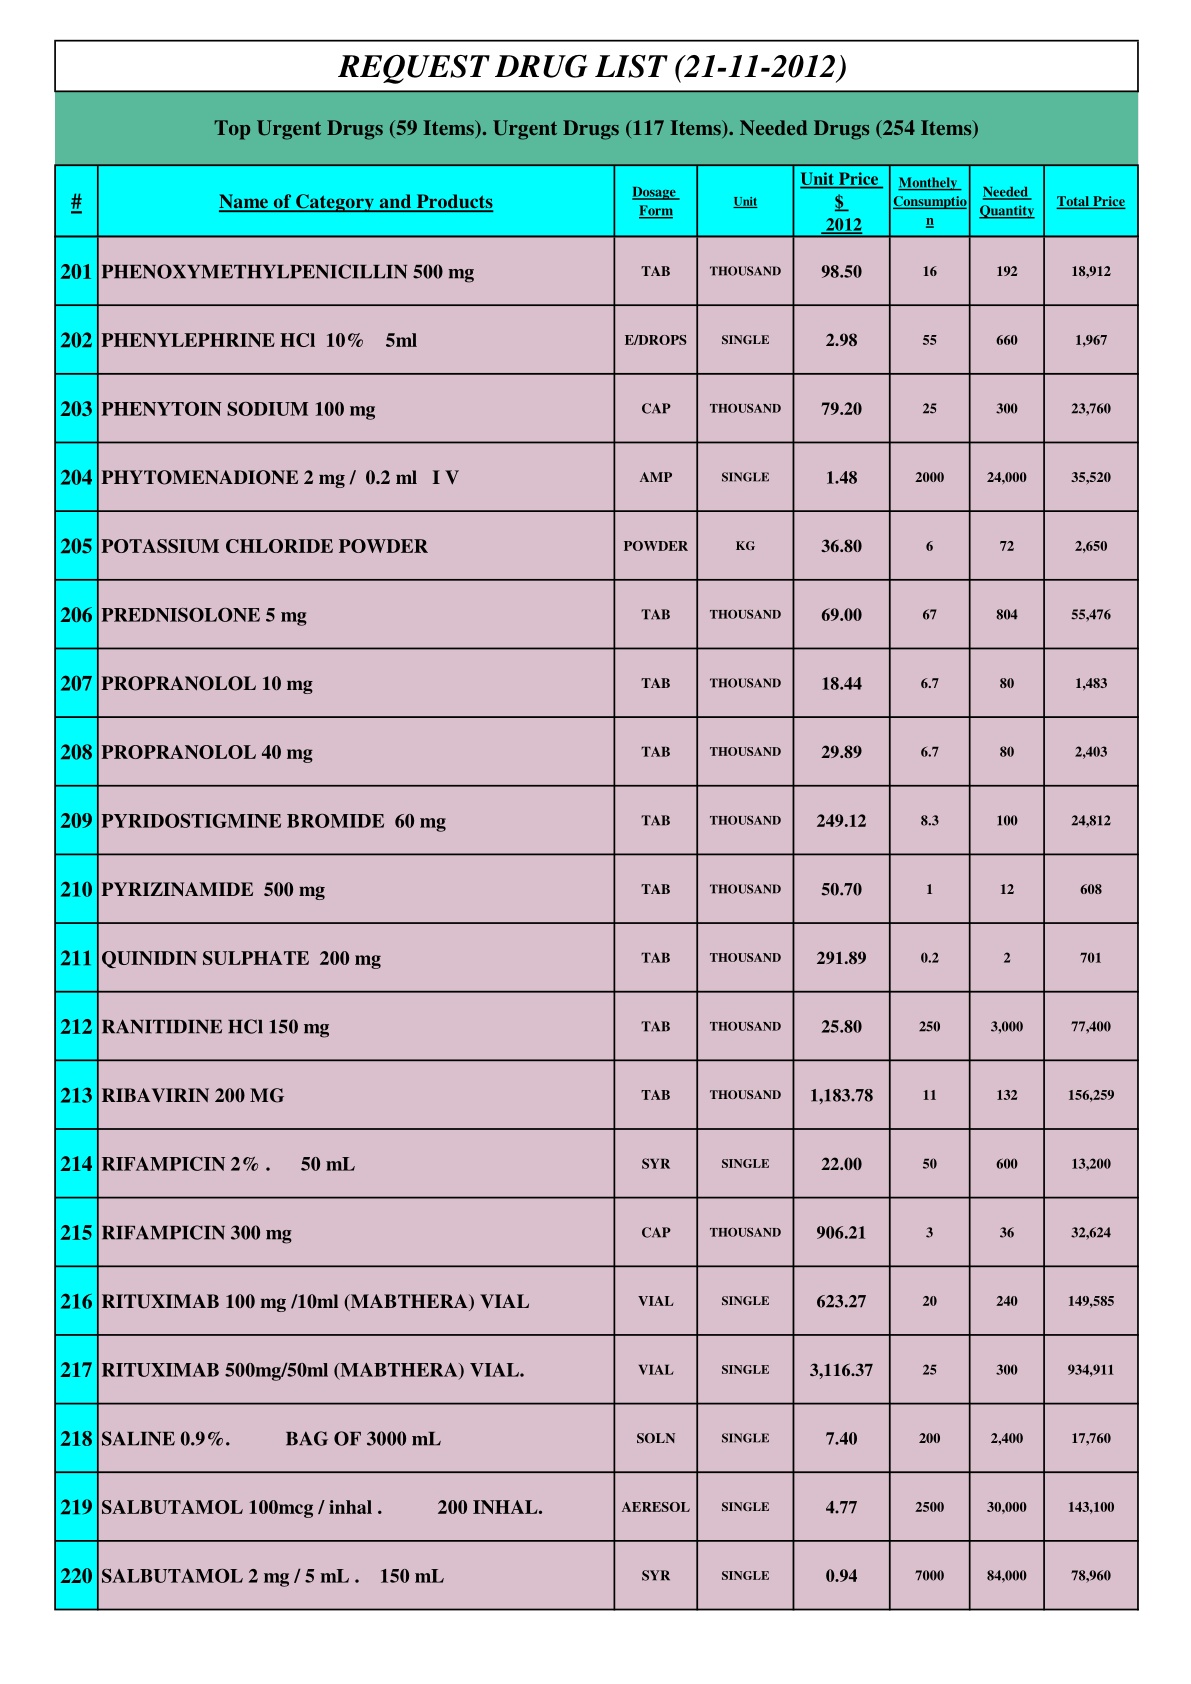 REQUEST DRUG LIST (21-11-2012)
Top Urgent Drugs (59 Items). Urgent Drugs (117 Items). Needed Drugs (254 Items)
# Name of Category and Products Dosage Form Unit Unit Price $ 2012 Monthely Consumption Needed Quantity Total Price
201 PHENOXYMETHYLPENICILLIN 500 mg TAB THOUSAND 98.50 16 192 18,912
202 PHENYLEPHRINE HCl 10% 5ml E/DROPS SINGLE 2.98 55 660 1,967
203 PHENYTOIN SODIUM 100 mg CAP THOUSAND 79.20 25 300 23,760
204 PHYTOMENADIONE 2 mg / 0.2 ml I V AMP SINGLE 1.48 2000 24,000 35,520
205 POTASSIUM CHLORIDE POWDER POWDER KG 36.80 6 72 2,650
206 PREDNISOLONE 5 mg TAB THOUSAND 69.00 67 804 55,476
207 PROPRANOLOL 10 mg TAB THOUSAND 18.44 6.7 80 1,483
208 PROPRANOLOL 40 mg TAB THOUSAND 29.89 6.7 80 2,403
209 PYRIDOSTIGMINE BROMIDE 60 mg TAB THOUSAND 249.12 8.3 100 24,812
210 PYRIZINAMIDE 500 mg TAB THOUSAND 50.70 1 12 608
211 QUINIDIN SULPHATE 200 mg TAB THOUSAND 291.89 0.2 2 701
212 RANITIDINE HCl 150 mg TAB THOUSAND 25.80 250 3,000 77,400
213 RIBAVIRIN 200 MG TAB THOUSAND 1,183.78 11 132 156,259
214 RIFAMPICIN 2% . 50 mL SYR SINGLE 22.00 50 600 13,200
215 RIFAMPICIN 300 mg CAP THOUSAND 906.21 3 36 32,624
216 RITUXIMAB 100 mg /10ml (MABTHERA) VIAL VIAL SINGLE 623.27 20 240 149,585
217 RITUXIMAB 500mg/50ml (MABTHERA) VIAL. VIAL SINGLE 3,116.37 25 300 934,911
218 SALINE 0.9%. BAG OF 3000 mL SOLN SINGLE 7.40 200 2,400 17,760
219 SALBUTAMOL 100mcg / inhal . 200 INHAL. AERESOL SINGLE 4.77 2500 30,000 143,100
220 SALBUTAMOL 2 mg / 5 mL . 150 mL SYR SINGLE 0.94 7000 84,000 78,960